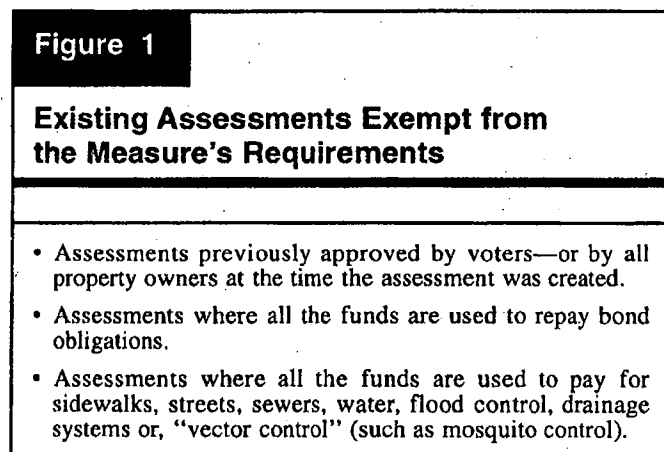 Figure 1
Existing Assessments Exempt from
the Measure's Requirements
• Assessments previously approved by voters—or by all
property owners at the time the assessment was created.
• Assessments where all the funds are used to repay bond
obligations.
• Assessments where all the funds are used to pay for
sidewalks, streets, sewers, water, flood control, drainage
systems or, “vector control” (such as mosquito control).